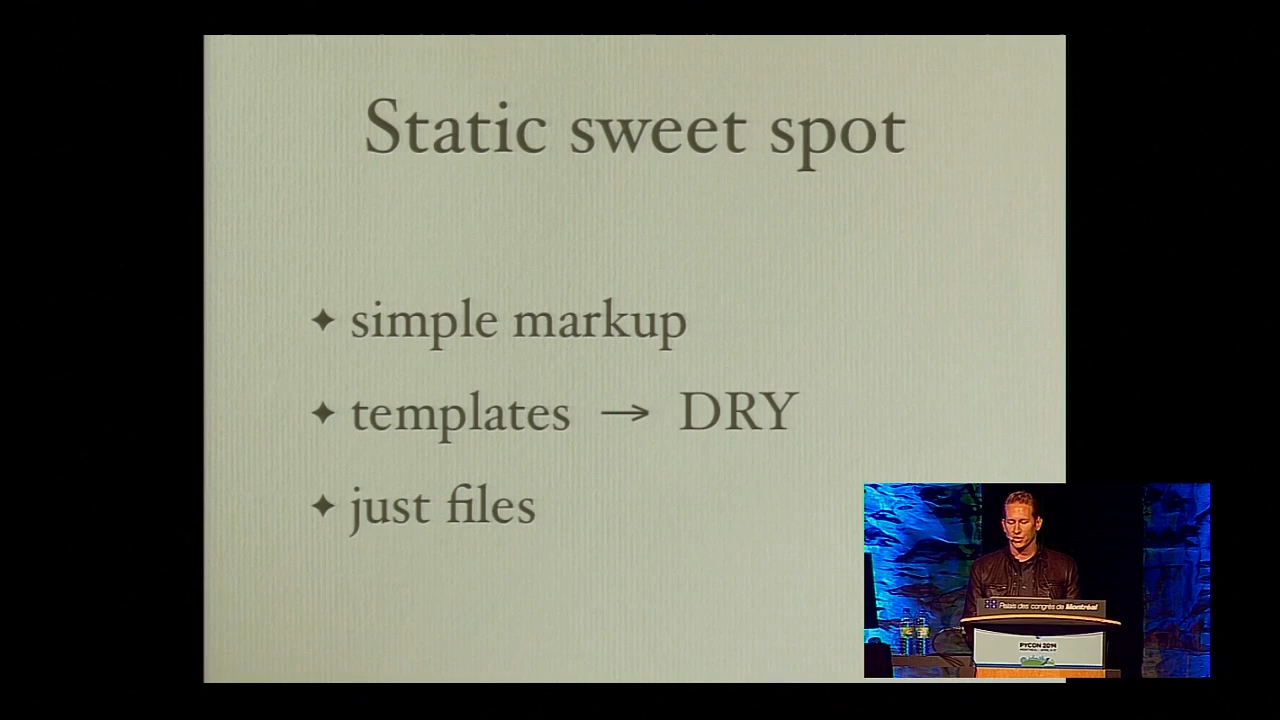 Static sweet spot
✦ simple markup
✦ templates → DRY
✦ just files
Palais des congrès de Montréal
PYCON 2014